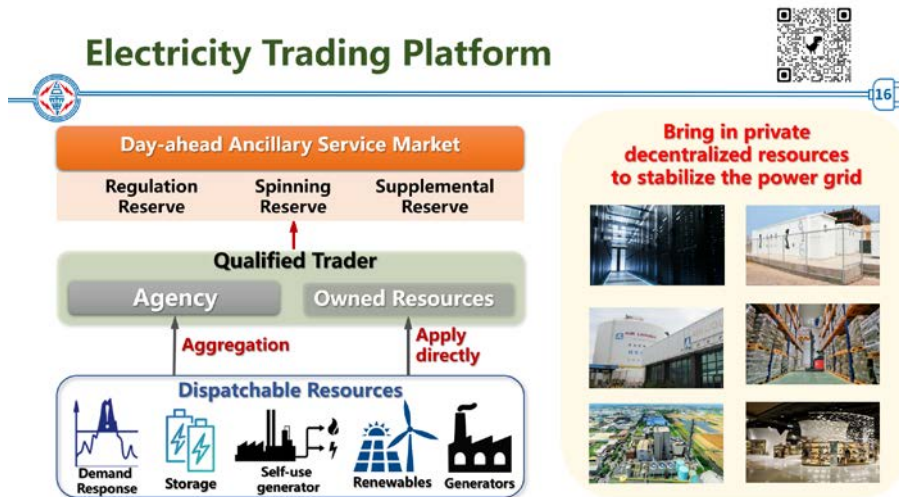 Electricity Trading Platform
16
Day-ahead Ancillary Service Market
Regulation
Reserve
Spinning
Reserve
Supplemental
Reserve
Qualified Trader
Agency
Owned Resources
Aggregation
Apply
directly
Dispatchable Resources
Demand
Response
Storage
Self-use
generator
Renewables
Generators
Bring in private
decentralized resources
to stabilize the power grid